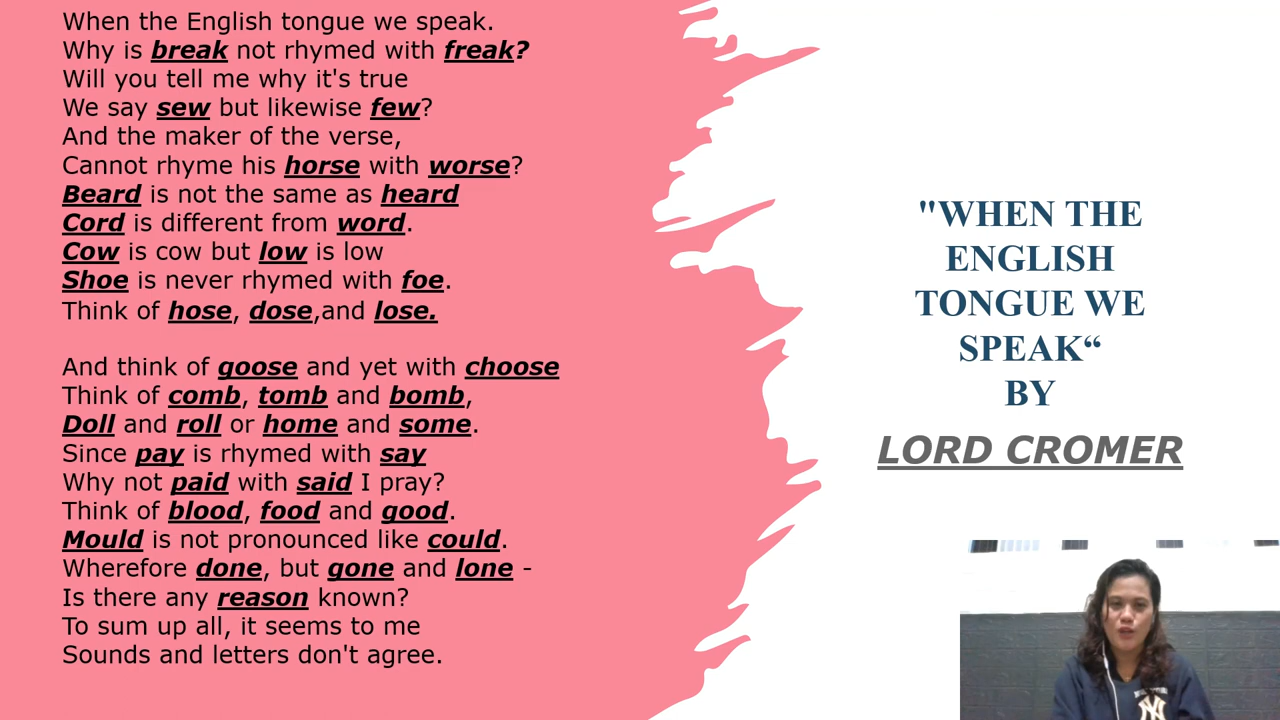 When the English tongue we speak.
Why is break not rhymed with freak?
Will you tell me why it's true
We say sew but likewise few?
And the maker of the verse,
Cannot rhyme his horse with worse?
Beard is not the same as heard
Cord is different from word.
Cow is cow but low is low
Shoe is never rhymed with foe.
Think of hose, dose,and lose.
And think of goose and yet with choose
Think of comb, tomb and bomb,
Doll and roll or home and some.
Since pay is rhymed with say
Why not paid with said I pray?
Think of blood, food and good.
Mould is not pronounced like could.
Wherefore done, but gone and lone -
Is there any reason known?
To sum up all, it seems to me
Sounds and letters don't agree.
"WHEN THE
ENGLISH
TONGUE WE
SPEAK“
BY
LORD CROMER